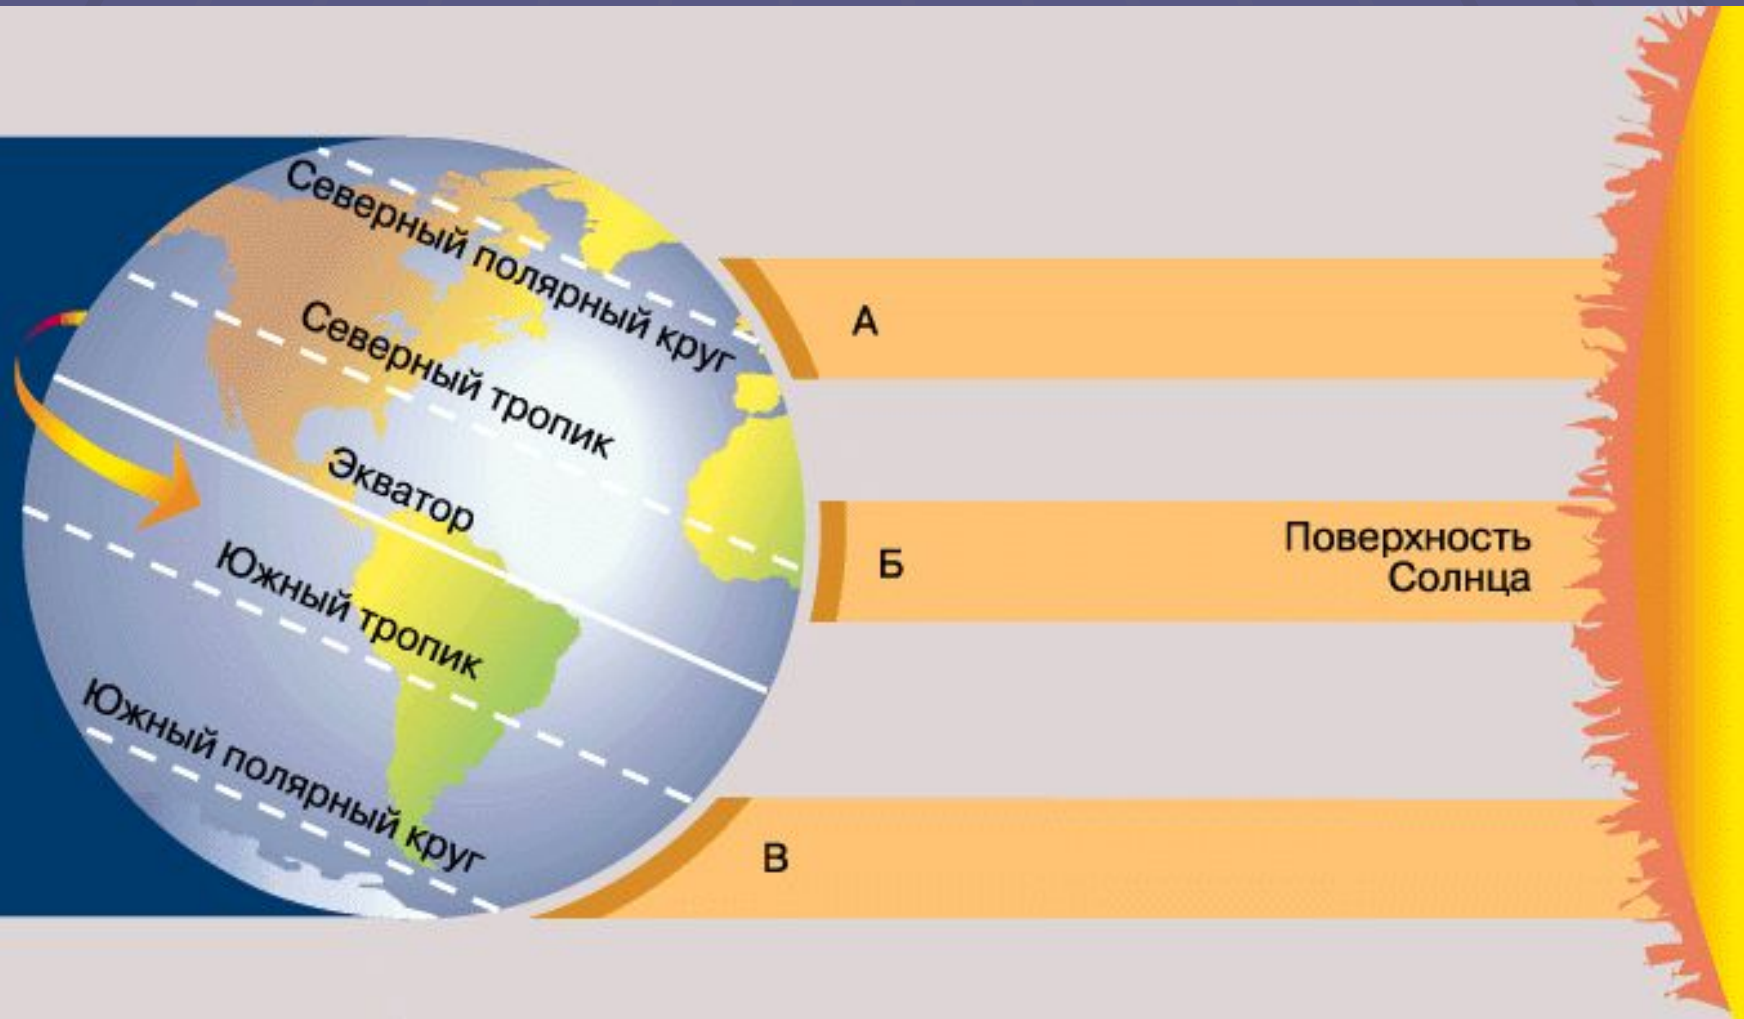 Северный полярный круг
Северный тропик
Экватор
Южный тропик
Южный полярный круг
А
Б
В
Поверхность
Солнца